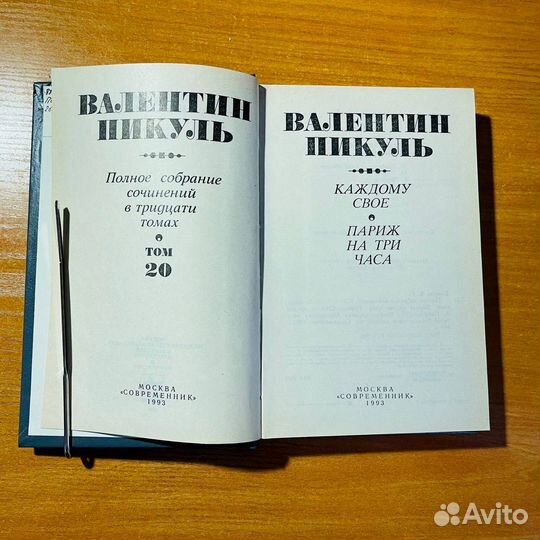 ВАЛЕНТИН
ПИКУЛЬ
Полное собрание
сочинений
в тридцати
томах
ТОМ
20
МОСКВА
«СОВРЕМЕННИК»
1993
ВАЛЕНТИН
ПИКУЛЬ
КАЖДОМУ
СВОЕ
ПАРИЖ
НА ТРИ
ЧАСА
МОСКВА
«СОВРЕМЕННИК»
1993
Avito